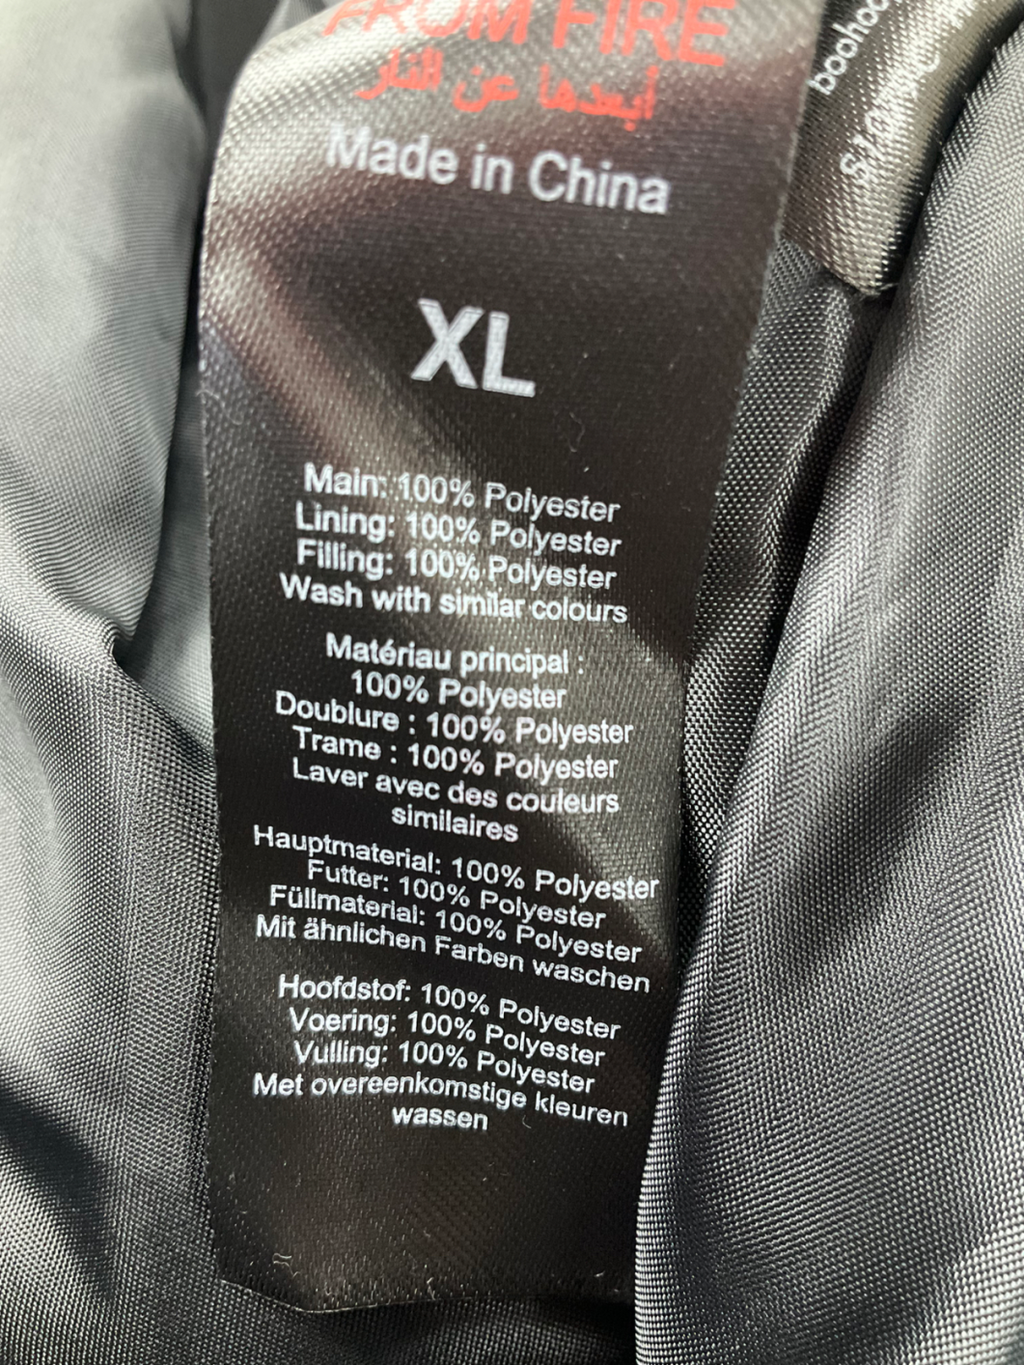 FROM FIRE
أبعدها عن النار
Made in China
XL
Main: 100% Polyester
Lining: 100% Polyester
Filling: 100% Polyester
Wash with similar colours
Matériau principal :
100% Polyester
Doublure : 100% Polyester
Trame : 100% Polyester
Laver avec des couleurs
similaires
Hauptmaterial: 100% Polyester
Futter: 100% Polyester
Füllmaterial: 100% Polyester
Mit ähnlichen Farben waschen
Hoofdstof: 100% Polyester
Voering: 100% Polyester
Vulling: 100% Polyester
Met overeenkomstige kleuren
wassen